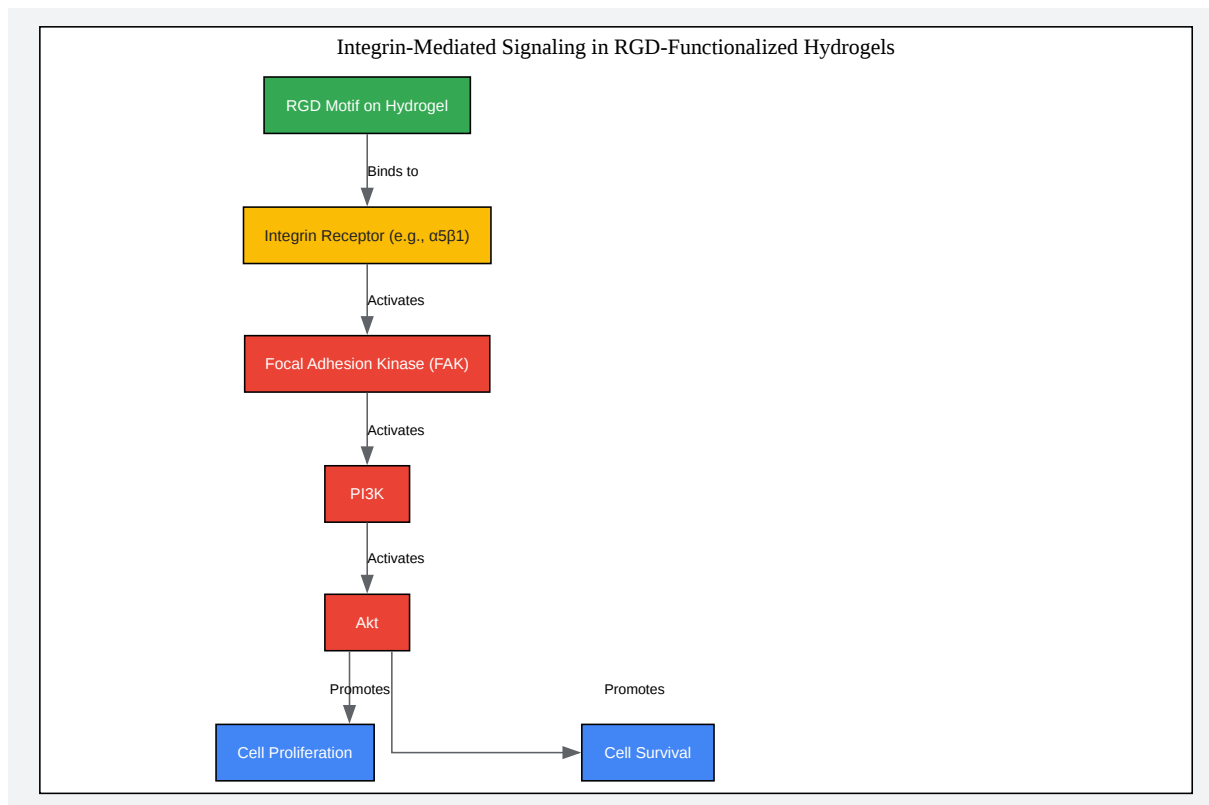 Integrin-Mediated Signaling in RGD-Functionalized Hydrogels
RGD Motif on Hydrogel
Binds to
Integrin Receptor (e.g., α5β1)
Activates
Focal Adhesion Kinase (FAK)
Activates
PI3K
Activates
Akt
Promotes
Promotes
Cell Proliferation
Cell Survival